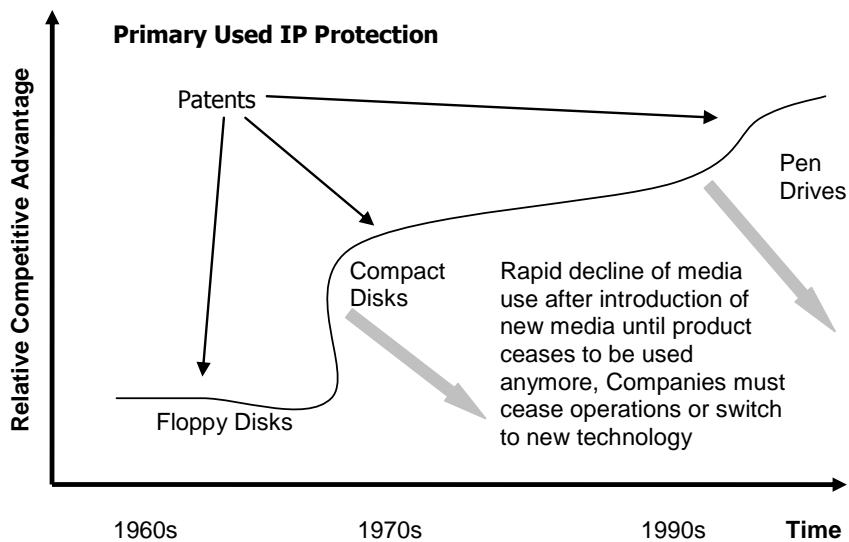 Primary Used IP Protection
Relative Competitive Advantage
Patents
Pen
Drives
Compact
Disks
Rapid decline of media
use after introduction of
new media until product
ceases to be used
anymore, Companies must
cease operations or switch
to new technology
Floppy Disks
1960s 1970s 1990s Time